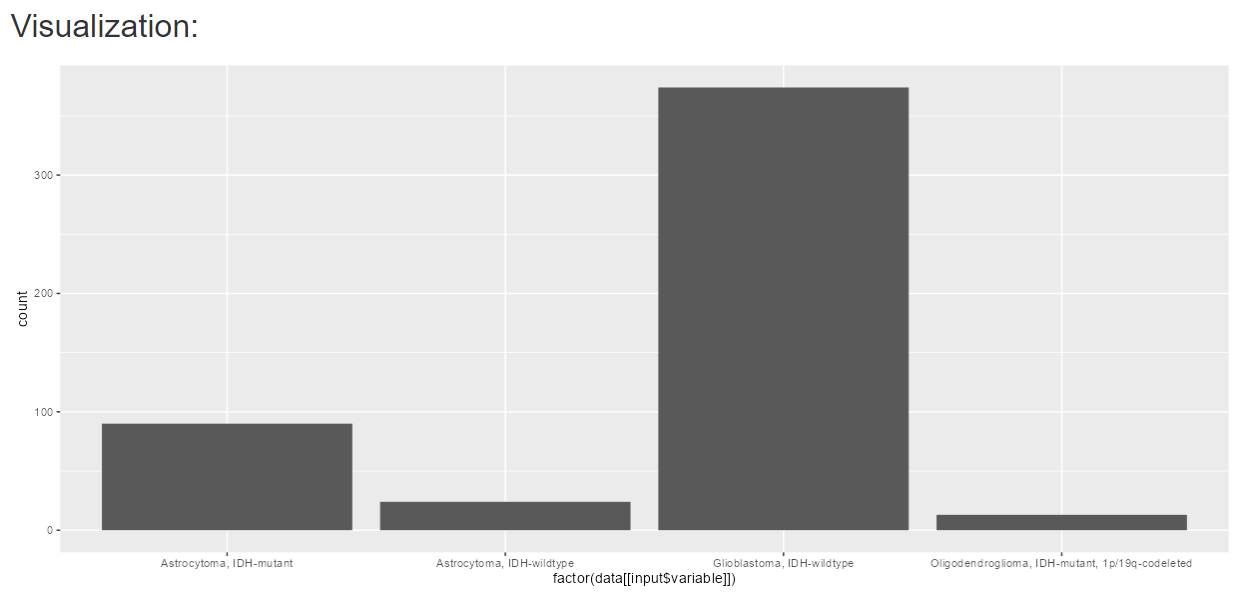 Visualization:
count
300
200
100
0
Astrocytoma, IDH-mutant
Astrocytoma, IDH-wildtype
Glioblastoma, IDH-wildtype
Oligodendroglioma, IDH-mutant, 1p/19q-codeleted
factor(data[[input$variable]])